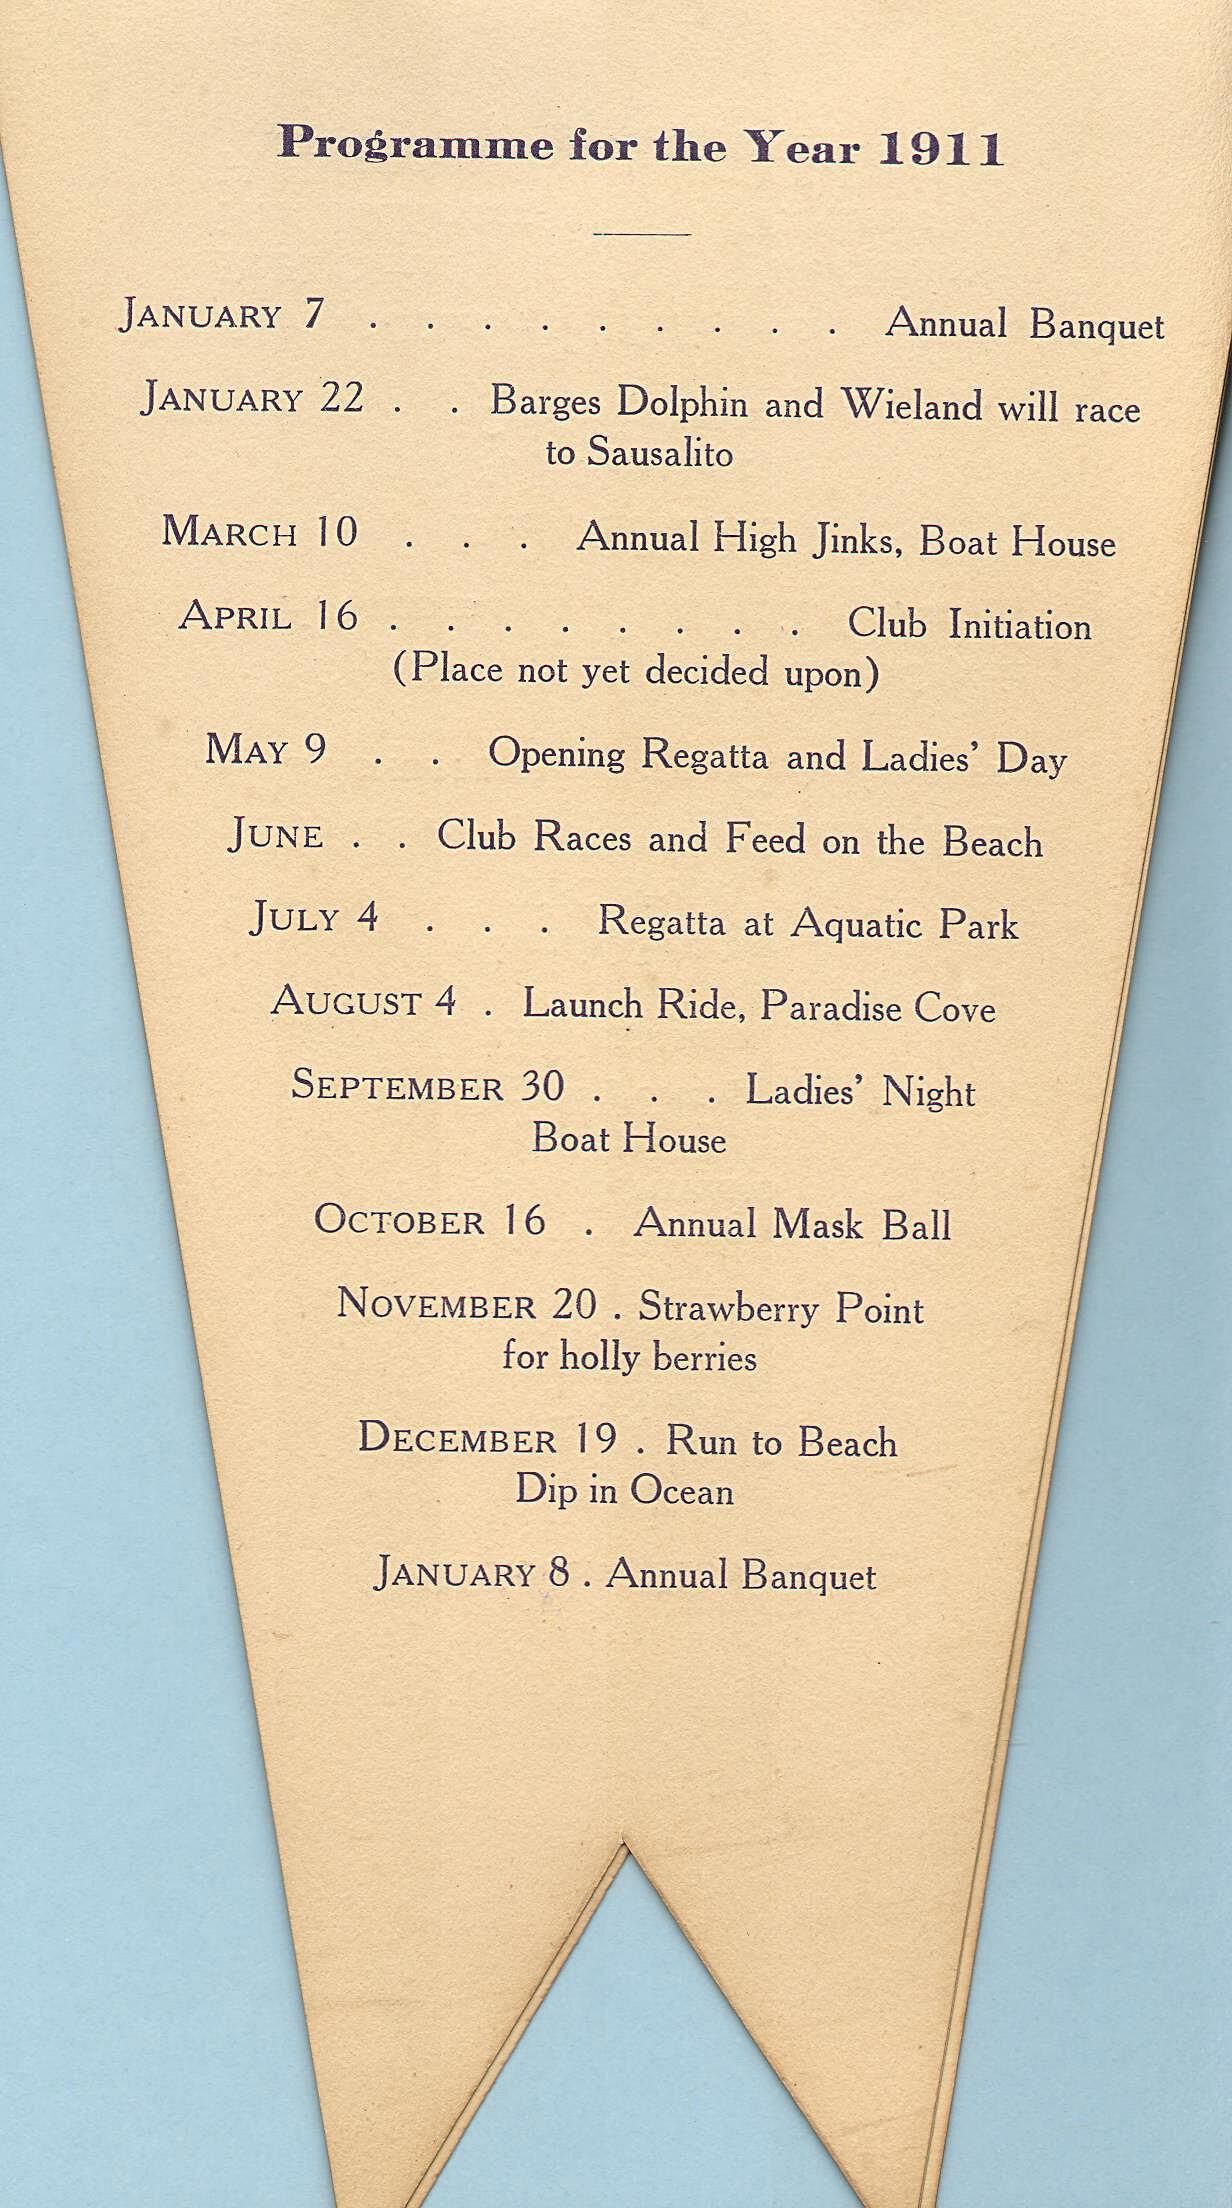 Programme for the Year 1911
JANUARY 7 . . . . . . . . . Annual Banquet
JANUARY 22 . . Barges Dolphin and Wieland will race
to Sausalito
MARCH 10 . . . Annual High Jinks, Boat House
APRIL 16 . . . . . . . . Club Initiation
(Place not yet decided upon)
MAY 9 . . Opening Regatta and Ladies' Day
JUNE . . Club Races and Feed on the Beach
JULY 4 . . . Regatta at Aquatic Park
AUGUST 4 . Launch Ride, Paradise Cove
SEPTEMBER 30 . . . Ladies' Night
Boat House
OCTOBER 16 . Annual Mask Ball
NOVEMBER 20 . Strawberry Point
for holly berries
DECEMBER 19 . Run to Beach
Dip in Ocean
JANUARY 8 . Annual Banquet